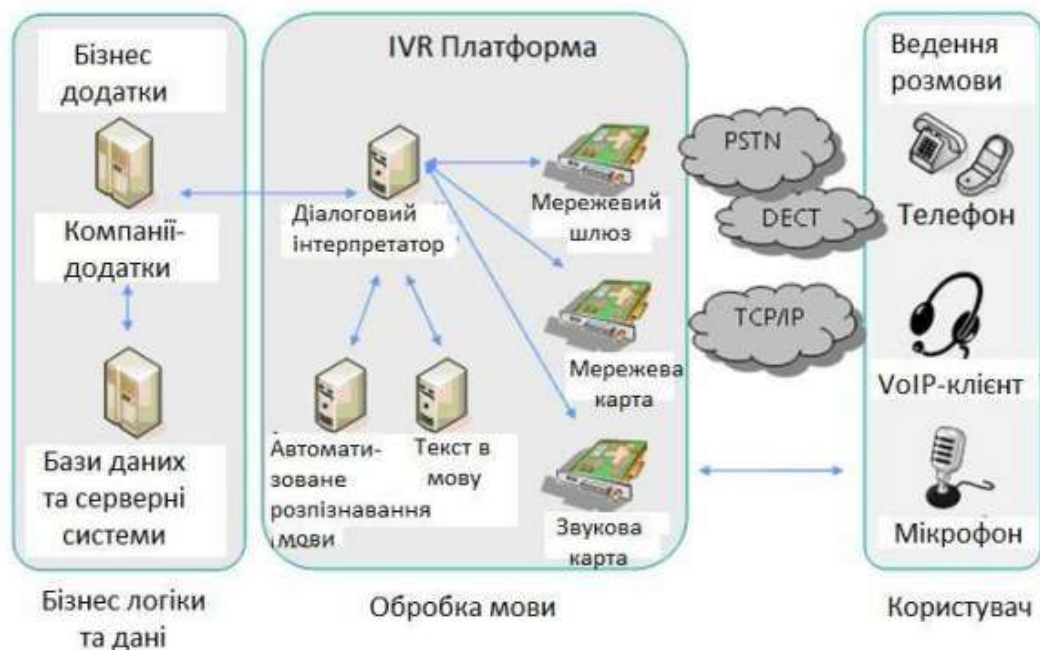 Бізнес
додатки
Компанії-
додатки
Бази даних
та серверні
системи
Бізнес логіки
та дані
IVR Платформа
Діалоговий
інтерпретатор
Автомати-
зоване
розпізнавання
мови
Текст в
мову
Мережевий
шлюз
Мережева
карта
Звукова
карта
Обробка мови
PSTN
DECT
TCP/IP
Ведення
розмови
Телефон
VoIP-клієнт
Мікрофон
Користувач